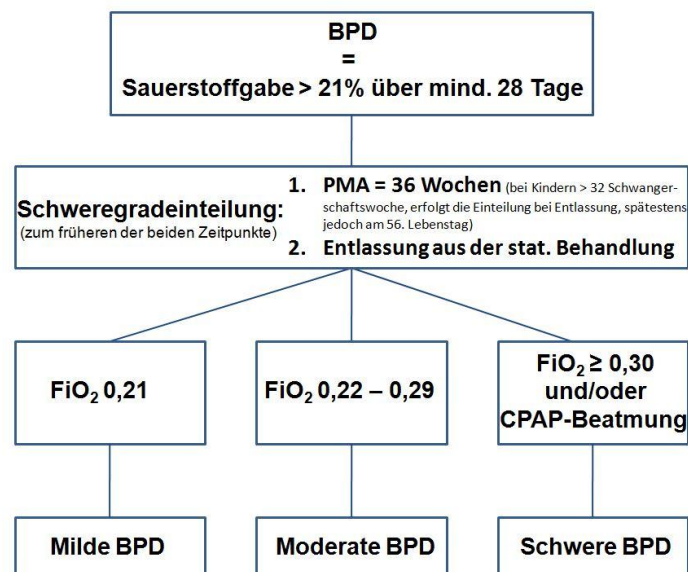 BPD
=
Sauerstoffgabe > 21% über mind. 28 Tage
Schweregradeinteilung:
(zum früheren der beiden Zeitpunkte)
1. PMA = 36 Wochen (bei Kindern > 32 Schwanger-
schaftswoche, erfolgt die Einteilung bei Entlassung, spätestens
jedoch am 56. Lebenstag)
2. Entlassung aus der stat. Behandlung
FiO₂ 0,21
FiO₂ 0,22 – 0,29
FiO₂ ≥ 0,30
und/oder
CPAP-Beatmung
Milde BPD
Moderate BPD
Schwere BPD